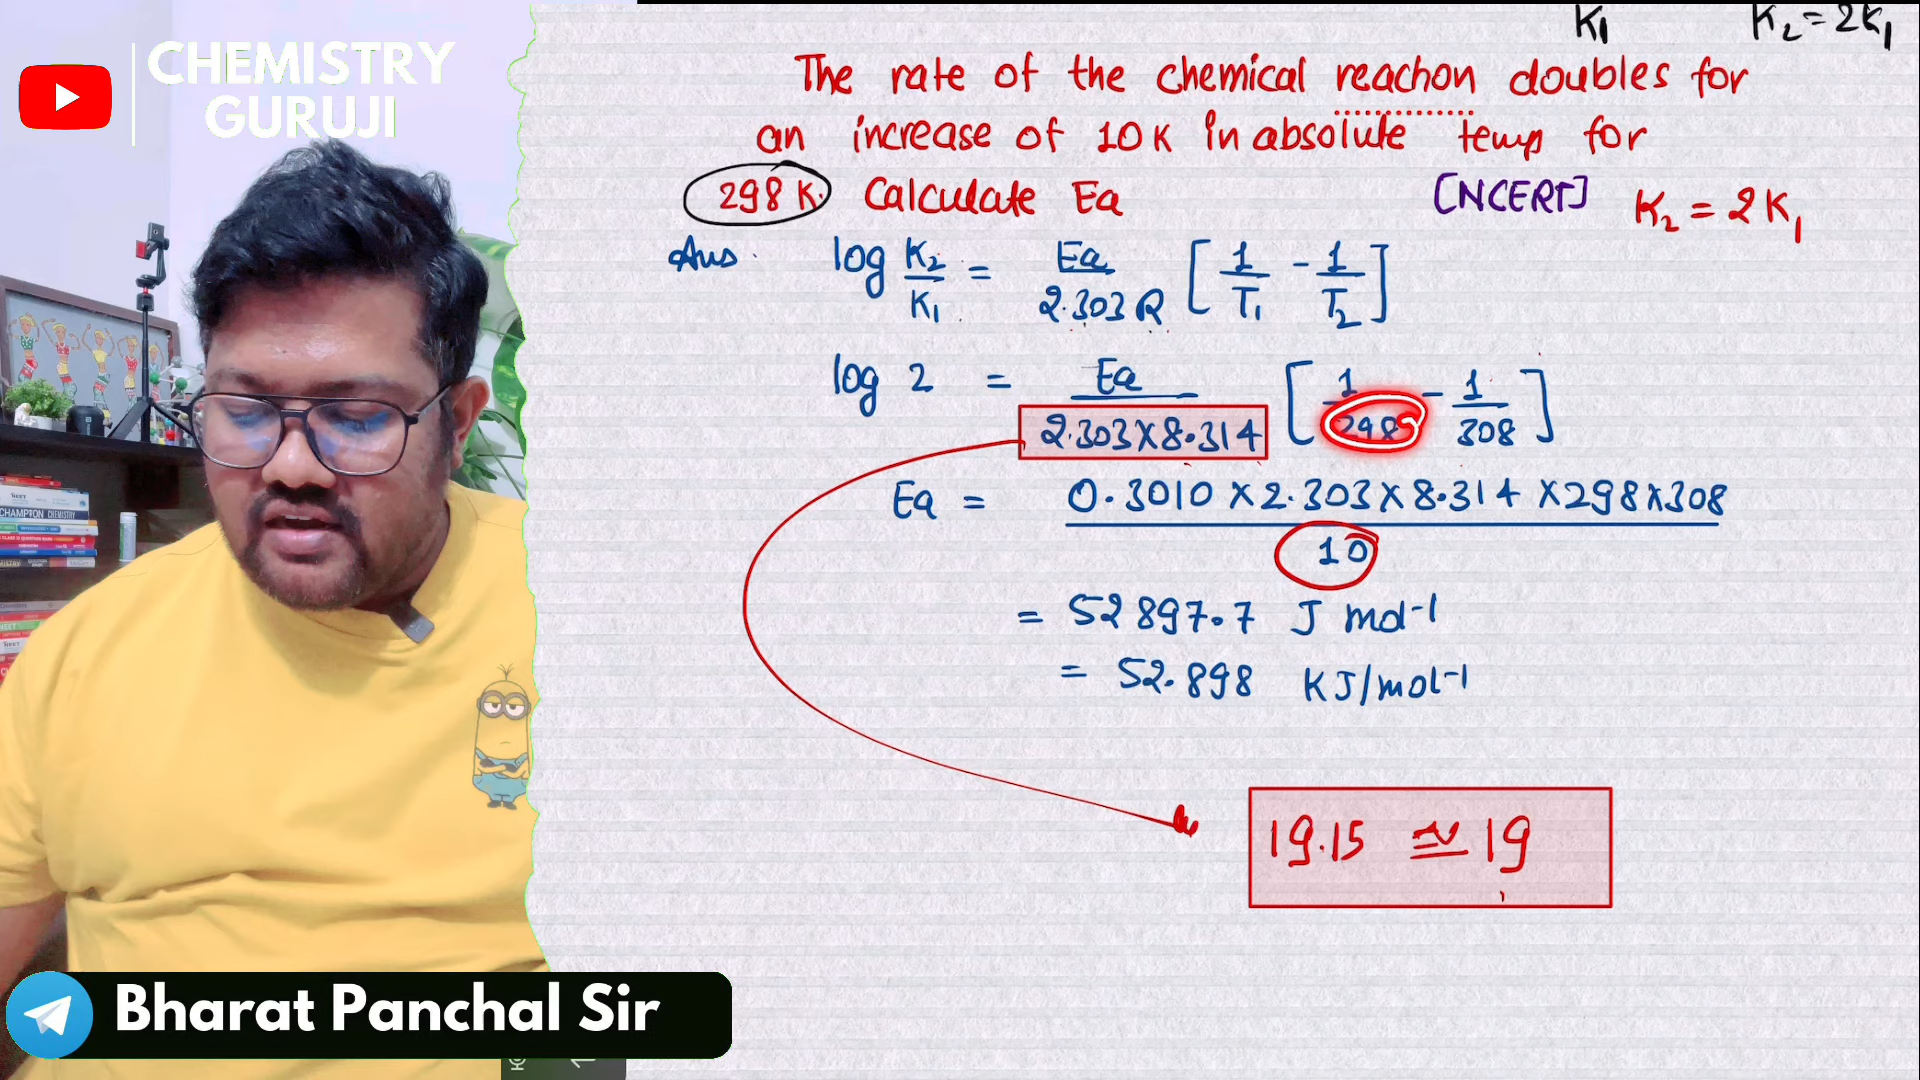 CHEMISTRY
GURUJI
K₁ K₂ = 2K₁
The rate of the chemical reachon doubles for
an increase of 10 K in absolute temp for
298 K. Calculate Ea [NCERT] K₂ = 2K₁
Ans. log K₂/K₁ = Ea/2.303 R [1/T₁ - 1/T₂]
log 2 = Ea/2.303×8.314 [1/298 - 1/308]
Ea = 0.3010 × 2.303 × 8.314 × 298 × 308
10
= 52897.7 J mol⁻¹
= 52.898 KJ/mol⁻¹
19.15 ≅ 19
Bharat Panchal Sir